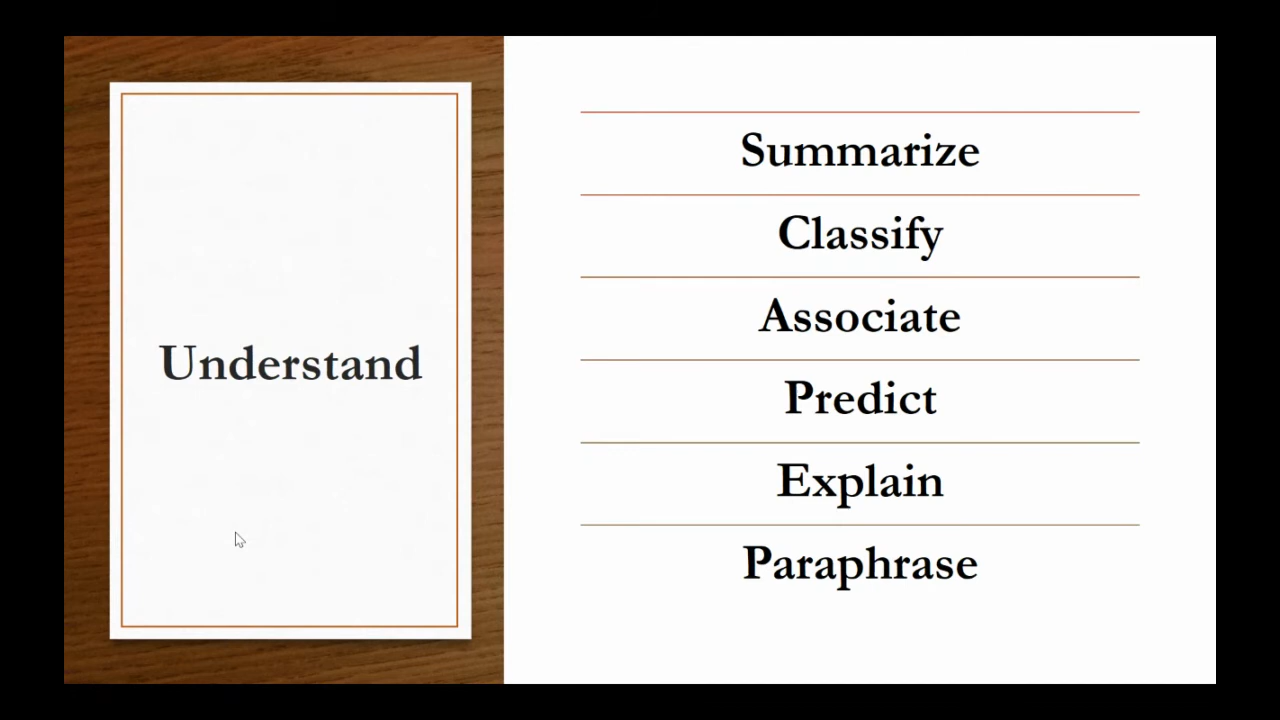 Understand
Summarize
Classify
Associate
Predict
Explain
Paraphrase